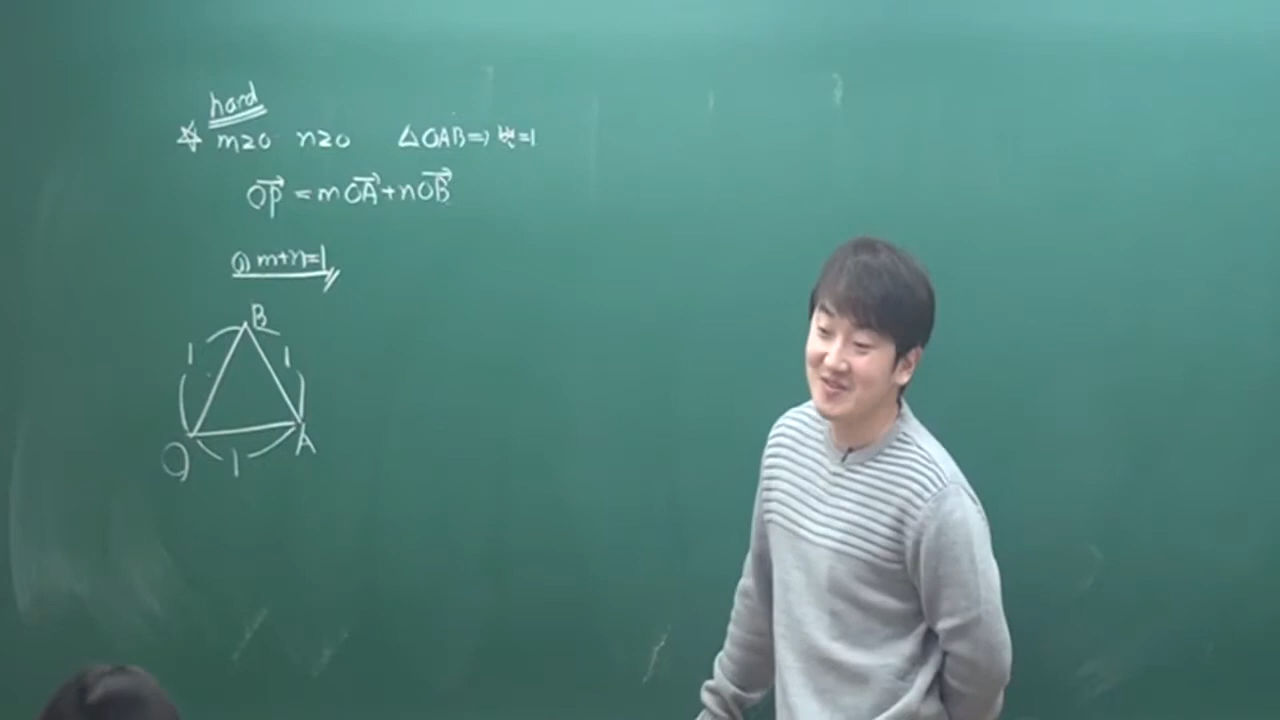 hard
☆ m≥0 n≥0 △OAB⇒ 변=1
OP→ = mOA→ + nOB→
① m+n=1
B
1 1
O 1 A